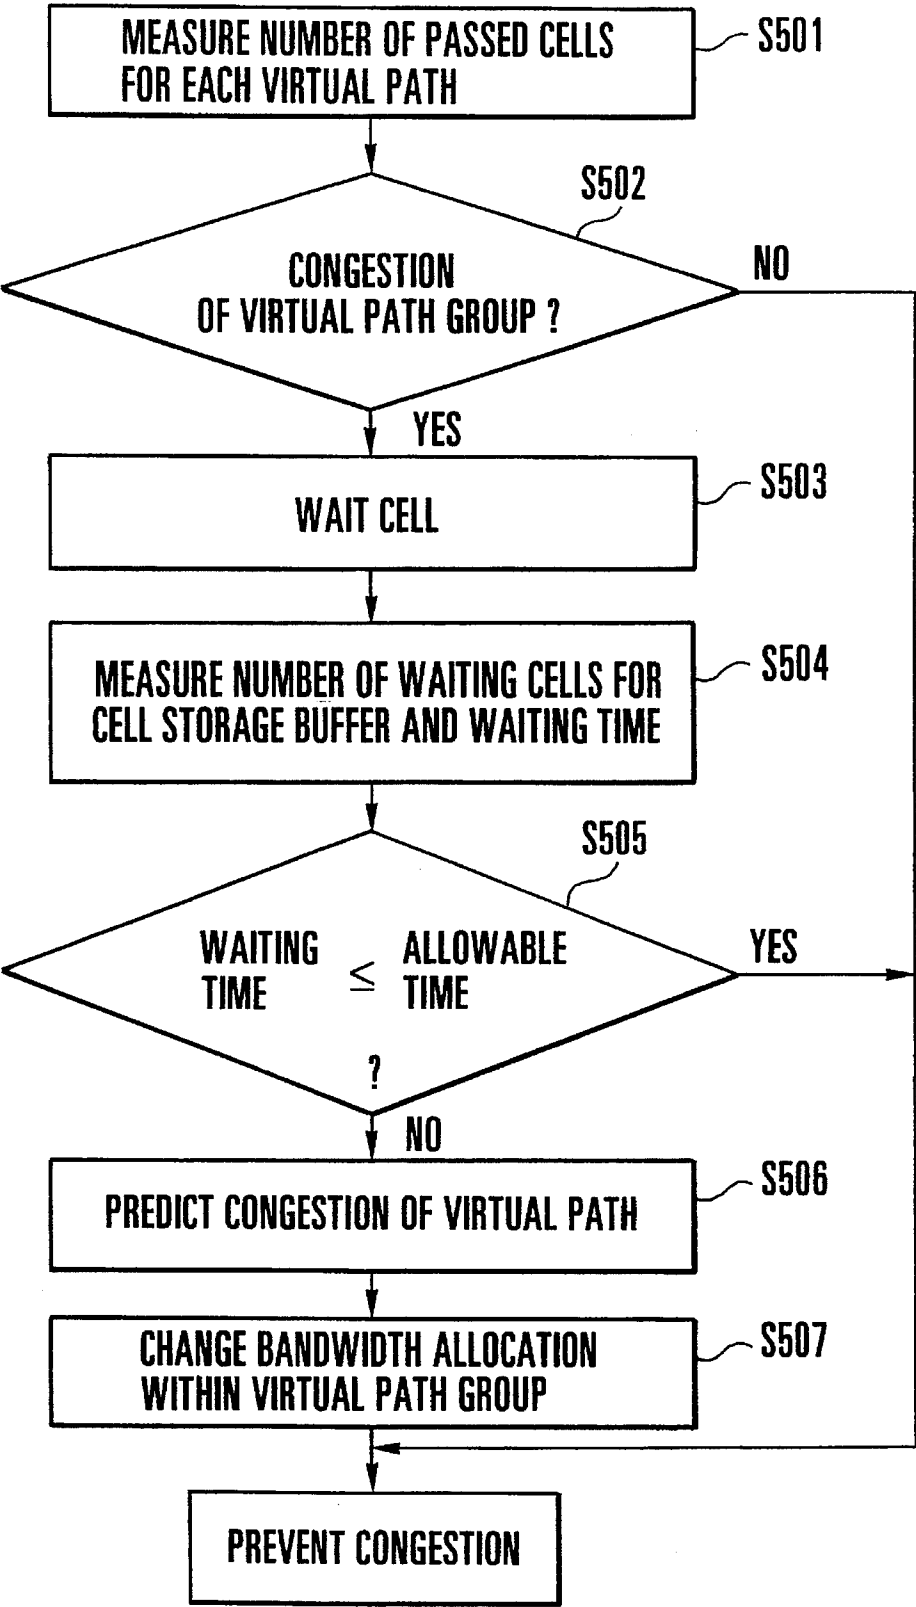 MEASURE NUMBER OF PASSED CELLS
FOR EACH VIRTUAL PATH
S501
S502
CONGESTION
OF VIRTUAL PATH GROUP ?
NO
YES
WAIT CELL
S503
MEASURE NUMBER OF WAITING CELLS FOR
CELL STORAGE BUFFER AND WAITING TIME
S504
S505
WAITING
TIME
≤
ALLOWABLE
TIME
?
YES
NO
PREDICT CONGESTION OF VIRTUAL PATH
S506
CHANGE BANDWIDTH ALLOCATION
WITHIN VIRTUAL PATH GROUP
S507
PREVENT CONGESTION